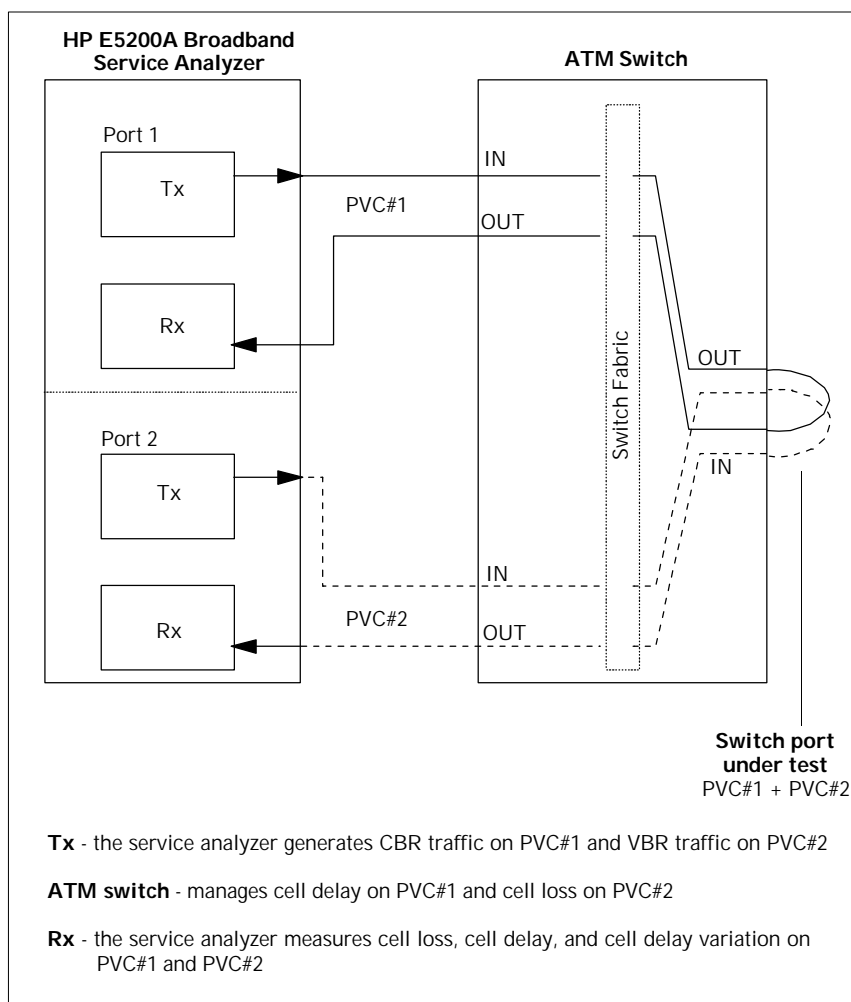 HP E5200A Broadband
Service Analyzer
ATM Switch
Port 1
Tx
IN
PVC#1
OUT
Rx
Switch Fabric
OUT
Port 2
Tx
IN
IN
PVC#2
Rx
OUT
Switch port
under test
PVC#1 + PVC#2
Tx - the service analyzer generates CBR traffic on PVC#1 and VBR traffic on PVC#2
ATM switch - manages cell delay on PVC#1 and cell loss on PVC#2
Rx - the service analyzer measures cell loss, cell delay, and cell delay variation on
PVC#1 and PVC#2